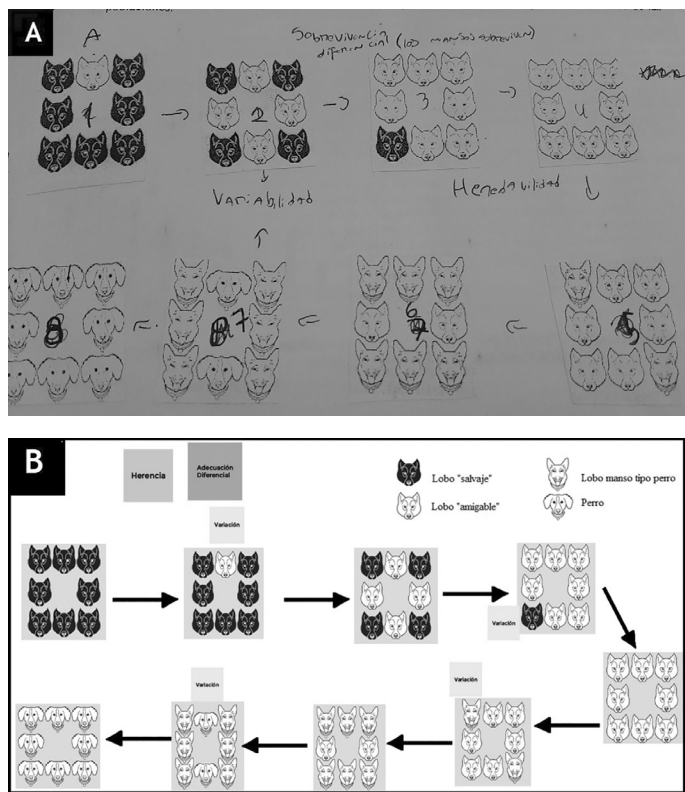 A
A
Sobrevivencia
diferencial (los mansos sobreviven)
1
2
3
4
Variabilidad
Heredabilidad
8
7
6
5
B
Herencia
Adecuación
Diferencial
Lobo "salvaje"
Lobo manso tipo perro
Lobo "amigable"
Perro
Variación
Variación
Variación
Variación